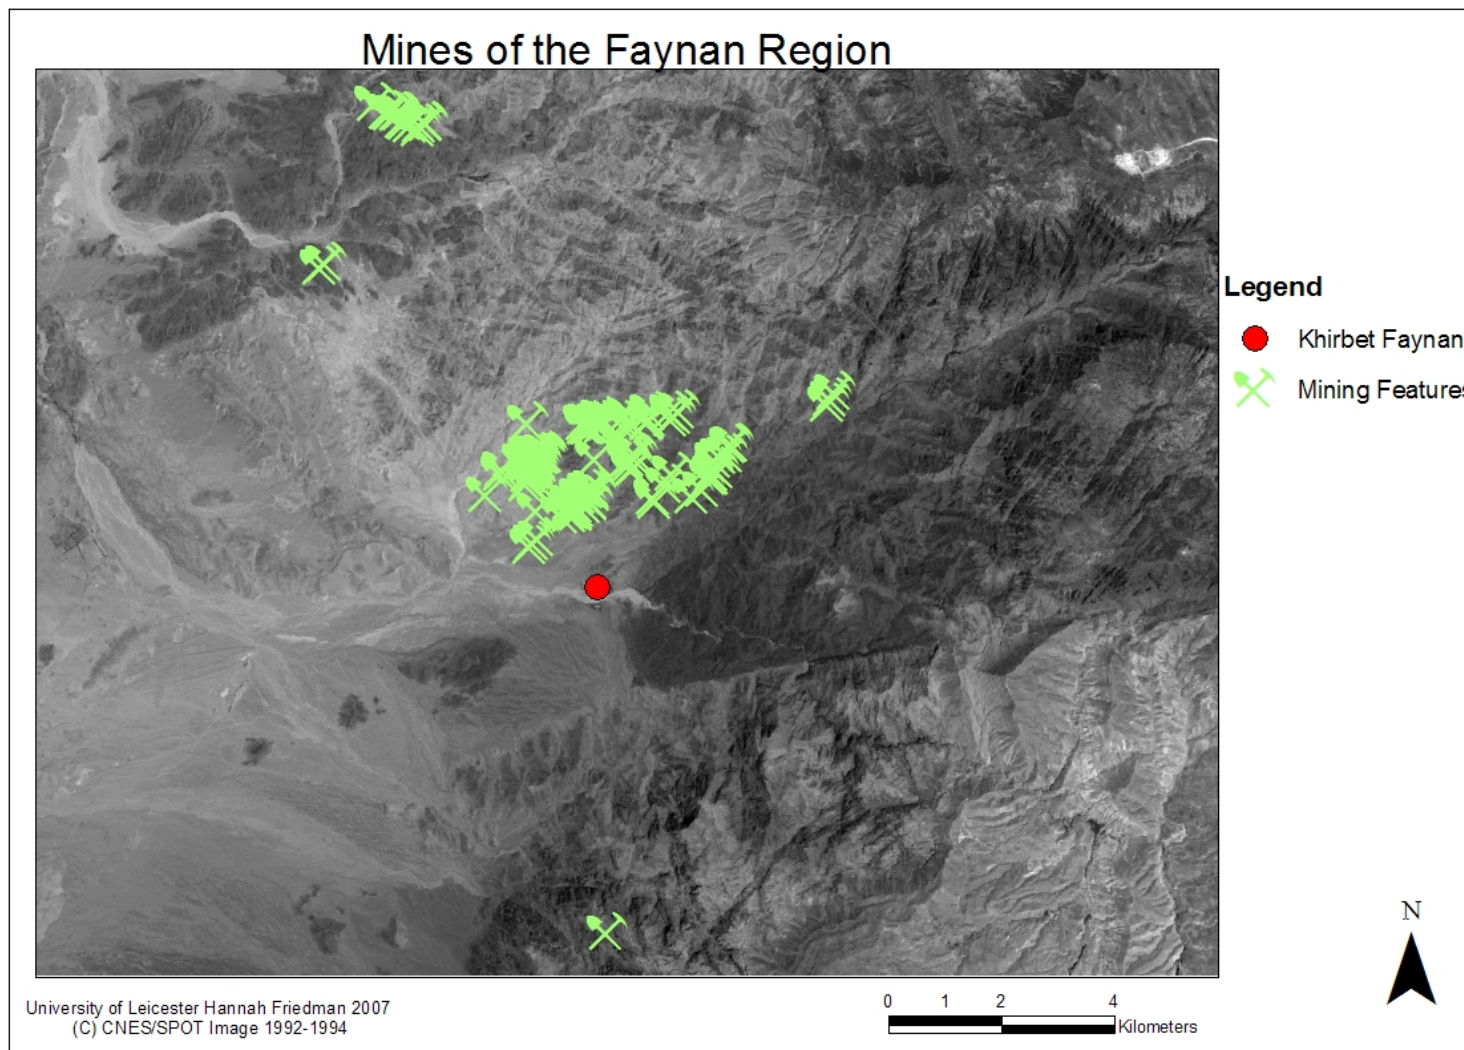 Mines of the Faynan Region
Legend
Khirbet Faynan
Mining Features
N
University of Leicester Hannah Friedman 2007
(C) CNES/SPOT Image 1992-1994
0 1 2 4
Kilometers